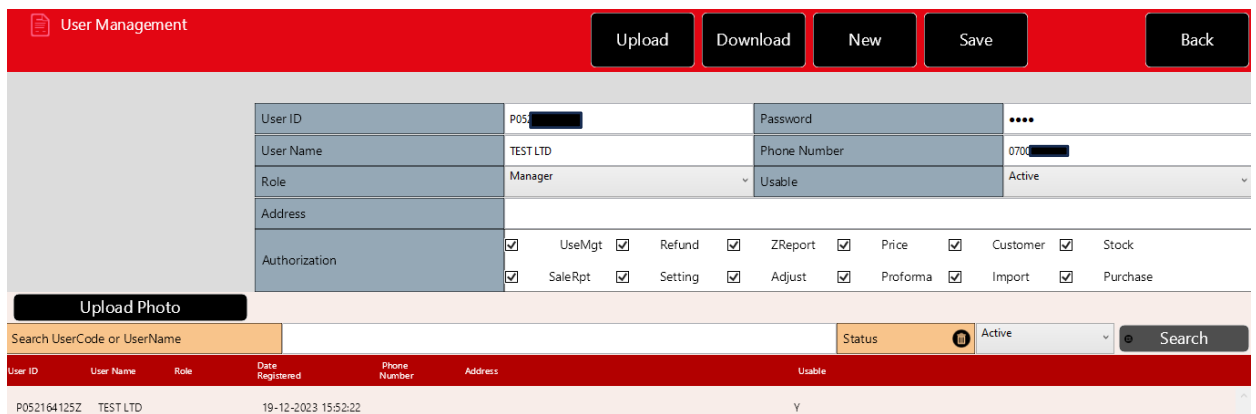 User Management
Upload Download New Save Back
User ID P05 Password ••••
User Name TEST LTD Phone Number 0700
Role Manager Usable Active
Address
Authorization
UseMgt Refund ZReport Price Customer Stock
SaleRpt Setting Adjust Proforma Import Purchase
Upload Photo
Search UserCode or UserName Status Active Search
User ID User Name Role Date Registered Phone Number Address Usable
P052164125Z TEST LTD 19-12-2023 15:52:22 Y